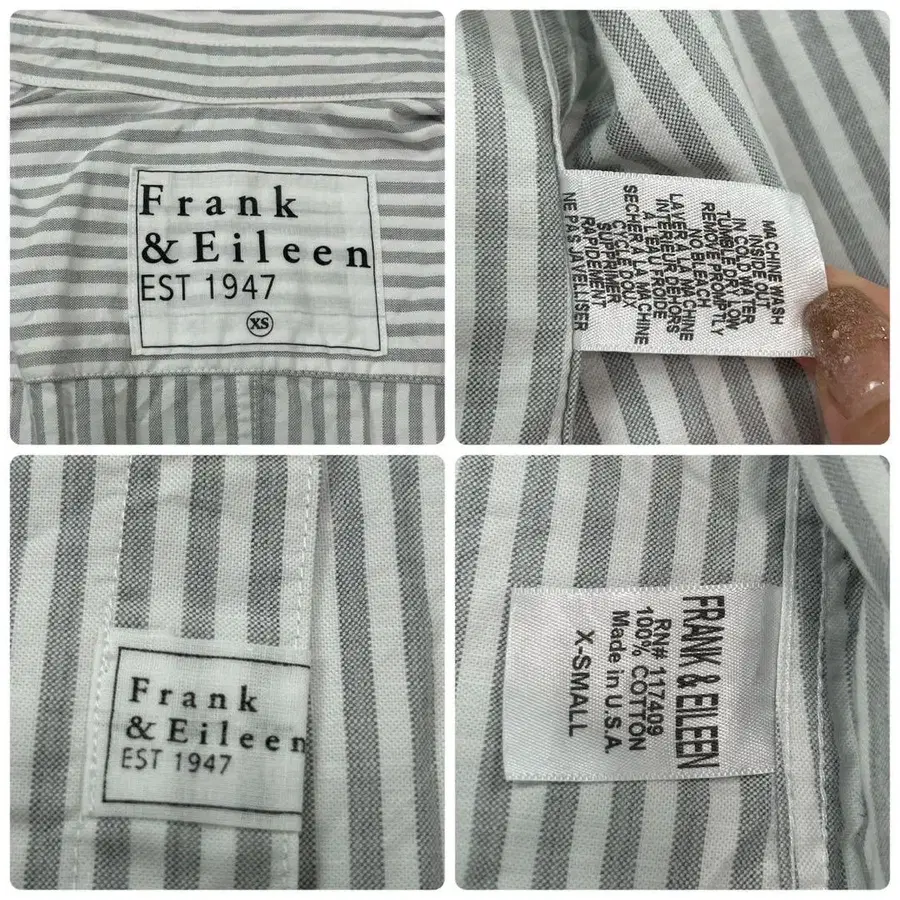 Frank
& Eileen
EST 1947
XS
MACHINE WASH
INSIDE OUT
IN COLD WATER
TUMBLE DRY LOW
REMOVE PROMPTLY
NO BLEACH
LAVER A LA MACHINE
INTERIEUR DEHORS
A L'EAU FROIDE
SECHER A LA MACHINE
CYCLE DOUX
SUPPRIMER
RAPIDEMENT
NE PAS JAVELLISER
Frank
& Eileen
EST 1947
FRANK & EILEEN
RN# 117409
100% COTTON
Made in U.S.A.
X-SMALL